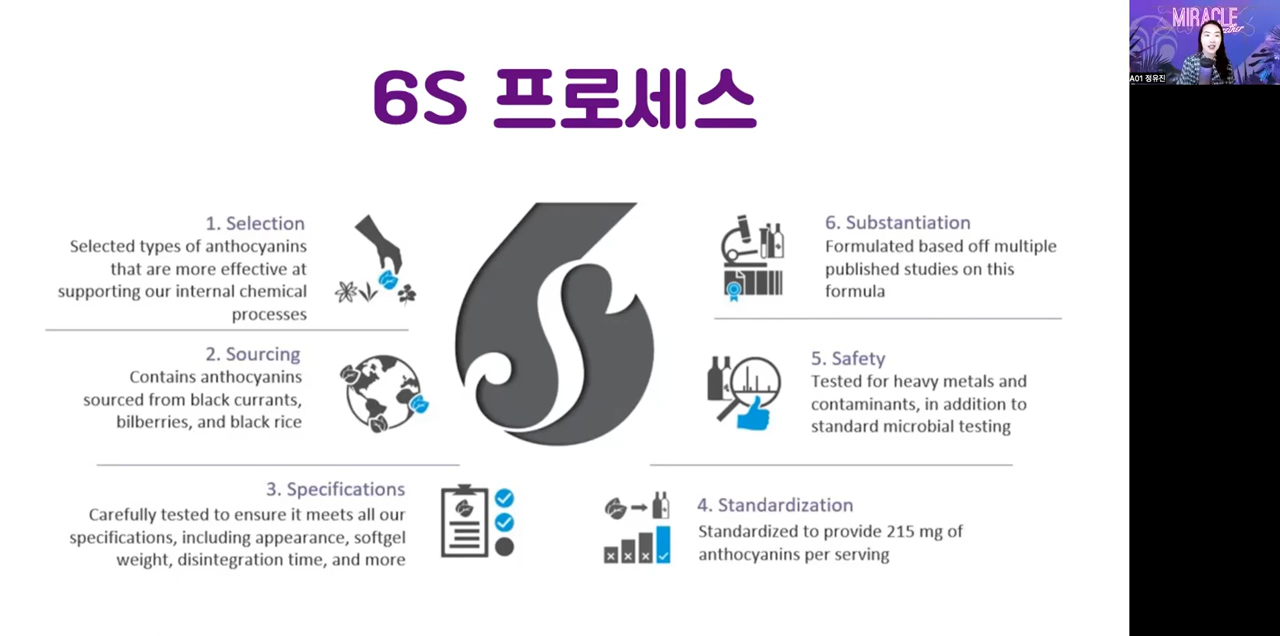 6S 프로세스
1. Selection
Selected types of anthocyanins
that are more effective at
supporting our internal chemical
processes
2. Sourcing
Contains anthocyanins
sourced from black currants,
bilberries, and black rice
3. Specifications
Carefully tested to ensure it meets all our
specifications, including appearance, softgel
weight, disintegration time, and more
4. Standardization
Standardized to provide 215 mg of
anthocyanins per serving
5. Safety
Tested for heavy metals and
contaminants, in addition to
standard microbial testing
6. Substantiation
Formulated based off multiple
published studies on this
formula
MIRACLE
A01 정유진